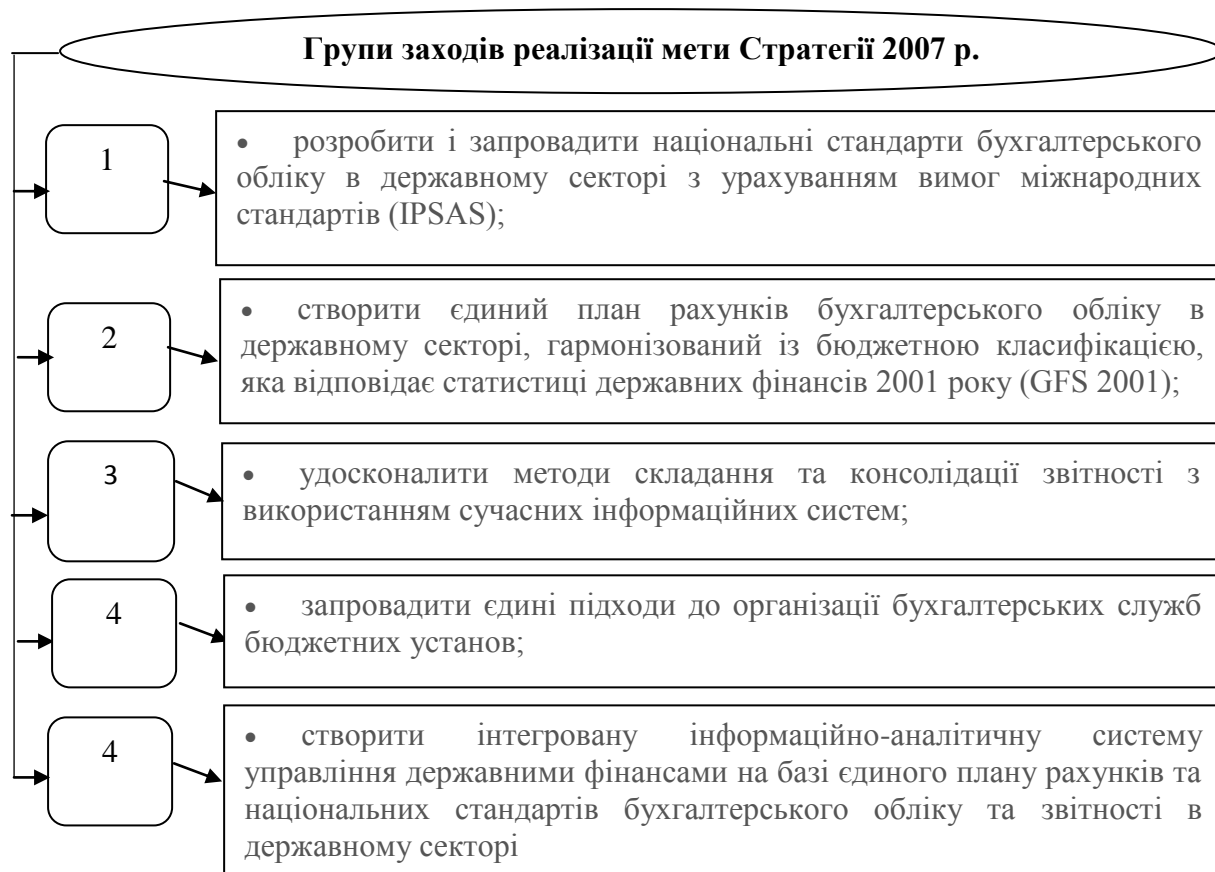 Групи заходів реалізації мети Стратегії 2007 р.
1
• розробити і запровадити національні стандарти бухгалтерського
обліку в державному секторі з урахуванням вимог міжнародних
стандартів (IPSAS);
2
• створити єдиний план рахунків бухгалтерського обліку в
державному секторі, гармонізований із бюджетною класифікацією,
яка відповідає статистиці державних фінансів 2001 року (GFS 2001);
3
• удосконалити методи складання та консолідації звітності з
використанням сучасних інформаційних систем;
4
• запровадити єдині підходи до організації бухгалтерських служб
бюджетних установ;
4
• створити інтегровану інформаційно-аналітичну систему
управління державними фінансами на базі єдиного плану рахунків та
національних стандартів бухгалтерського обліку та звітності в
державному секторі